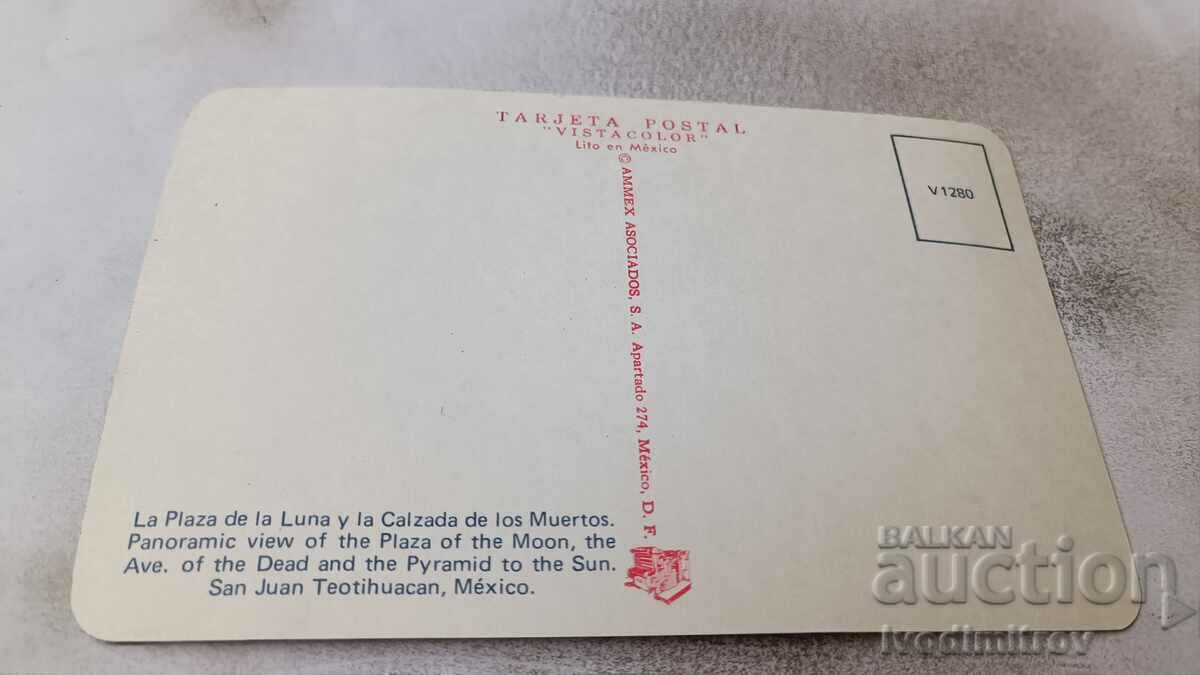 TARJETA POSTAL
"VISTACOLOR"
Lito en México
© AMMEX ASOCIADOS, S. A. Apartado 274, México, D. F.
V 1280
La Plaza de la Luna y la Calzada de los Muertos.
Panoramic view of the Plaza of the Moon, the
Ave. of the Dead and the Pyramid to the Sun.
San Juan Teotihuacan, México.
BALKAN
auction
Ivodimitrov